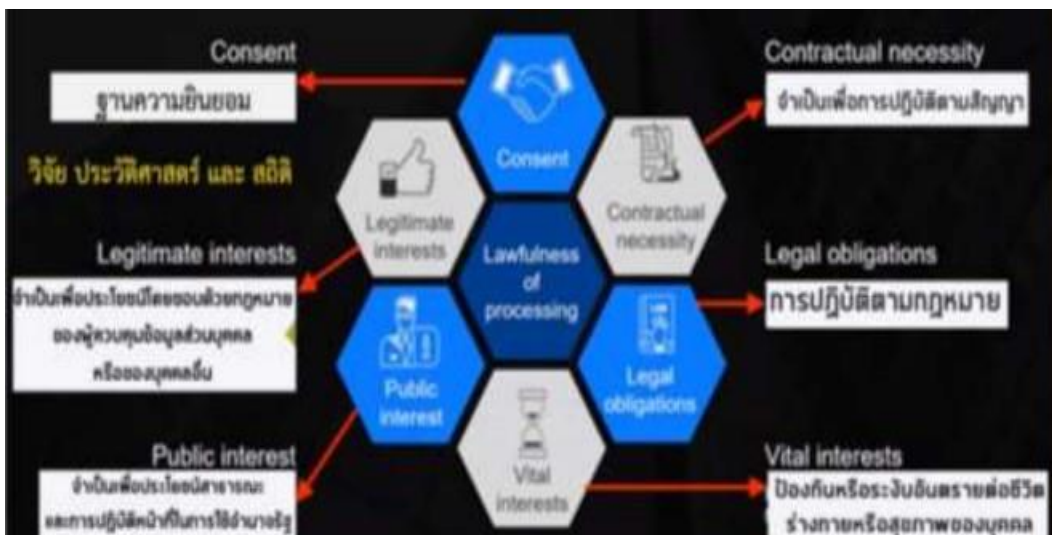 Consent
ฐานความยินยอม
วิจัย ประวัติศาสตร์ และ สถิติ
Legitimate interests
จำเป็นเพื่อประโยชน์โดยชอบด้วยกฎหมาย
ของผู้ควบคุมข้อมูลส่วนบุคคล
หรือของบุคคลอื่น
Public interest
จำเป็นเพื่อประโยชน์สาธารณะ
และการปฏิบัติหน้าที่ในการใช้อำนาจรัฐ
Consent
Legitimate
interests
Contractual
necessity
Lawfulness
of
processing
Public
interest
Legal
obligations
Vital
interests
Contractual necessity
จำเป็นเพื่อการปฏิบัติตามสัญญา
Legal obligations
การปฏิบัติตามกฎหมาย
Vital interests
ป้องกันหรือระงับอันตรายต่อชีวิต
ร่างกายหรือสุขภาพของบุคคล